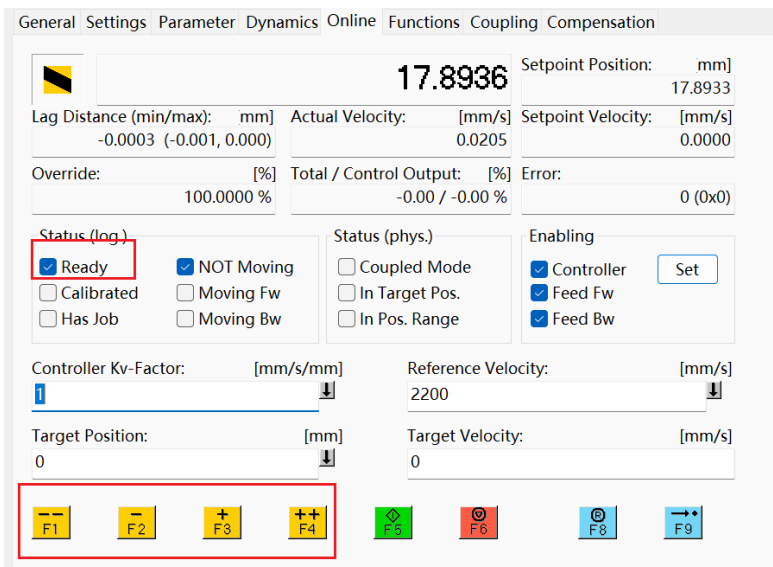 General Settings Parameter Dynamics Online Functions Coupling Compensation
17.8936
Setpoint Position: mm]
17.8933
Lag Distance (min/max): mm] Actual Velocity: [mm/s] Setpoint Velocity: [mm/s]
-0.0003 (-0.001, 0.000) 0.0205 0.0000
Override: [%] Total / Control Output: [%] Error:
100.0000 % -0.00 / -0.00 % 0 (0x0)
Status (log.) Status (phys.) Enabling
Ready NOT Moving Coupled Mode Controller Set
Calibrated Moving Fw In Target Pos. Feed Fw
Has Job Moving Bw In Pos. Range Feed Bw
Controller Kv-Factor: [mm/s/mm] Reference Velocity: [mm/s]
1 2200
Target Position: [mm] Target Velocity: [mm/s]
0 0
-- - + ++ R
F1 F2 F3 F4 F5 F6 F8 F9